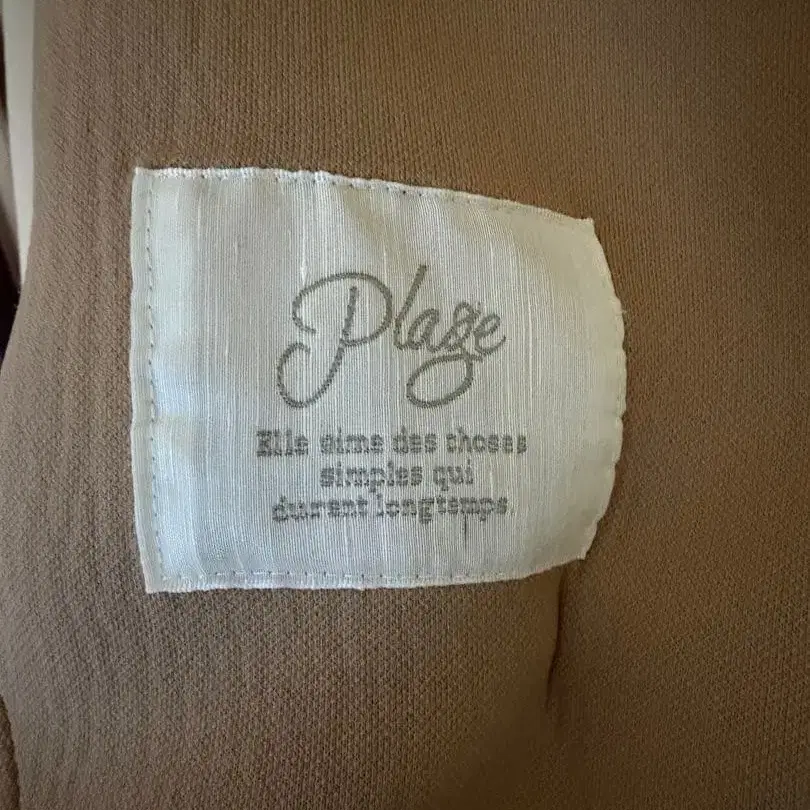 Plage
Elle aime des choses
simples qui
durent longtemps